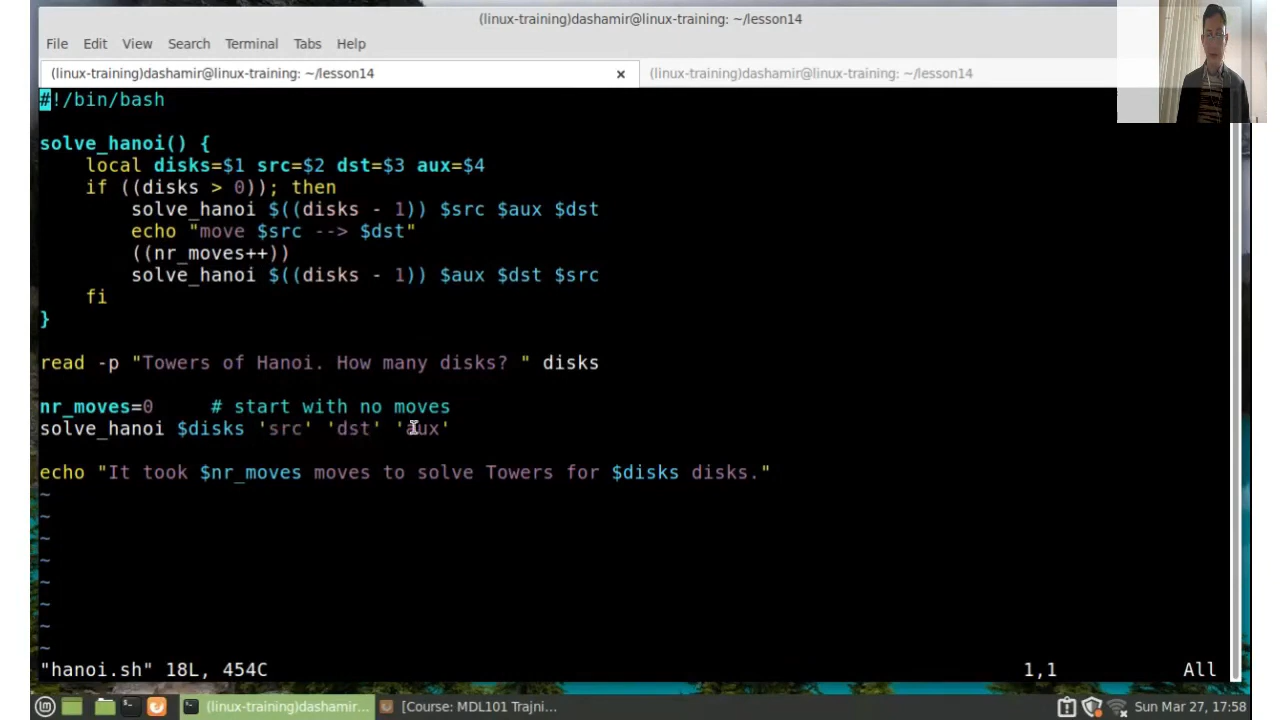 (linux-training)dashamir@linux-training: ~/lesson14
File Edit View Search Terminal Tabs Help
(linux-training)dashamir@linux-training: ~/lesson14 × (linux-training)dashamir@linux-training: ~/lesson14
#!/bin/bash
solve_hanoi() {
    local disks=$1 src=$2 dst=$3 aux=$4
    if ((disks > 0)); then
        solve_hanoi $((disks - 1)) $src $aux $dst
        echo "move $src --> $dst"
        ((nr_moves++))
        solve_hanoi $((disks - 1)) $aux $dst $src
    fi
}
read -p "Towers of Hanoi. How many disks? " disks
nr_moves=0     # start with no moves
solve_hanoi $disks 'src' 'dst' 'aux'
echo "It took $nr_moves moves to solve Towers for $disks disks."
~
~
~
~
~
~
~
~
"hanoi.sh" 18L, 454C 1,1 All
(linux-training)dashamir... [Course: MDL101 Trajni... Sun Mar 27, 17:58